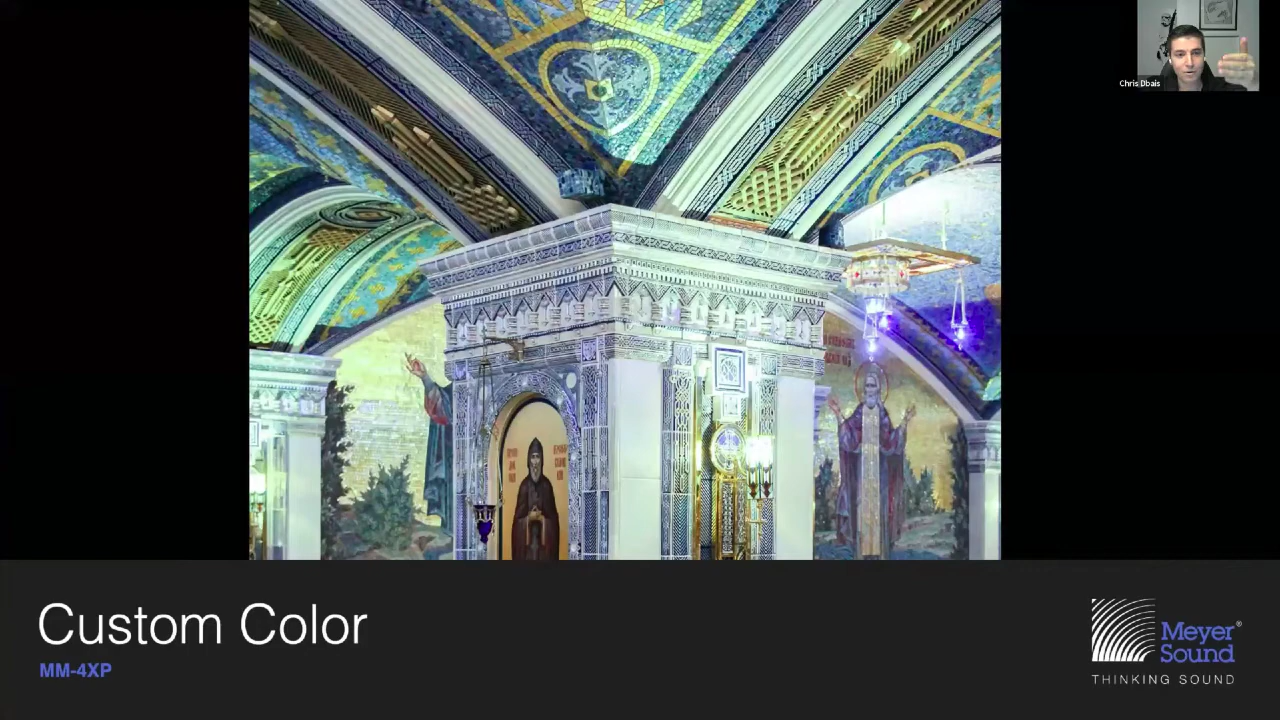 Chris Dbais
Custom Color
MM-4XP
Meyer
Sound®
THINKING SOUND